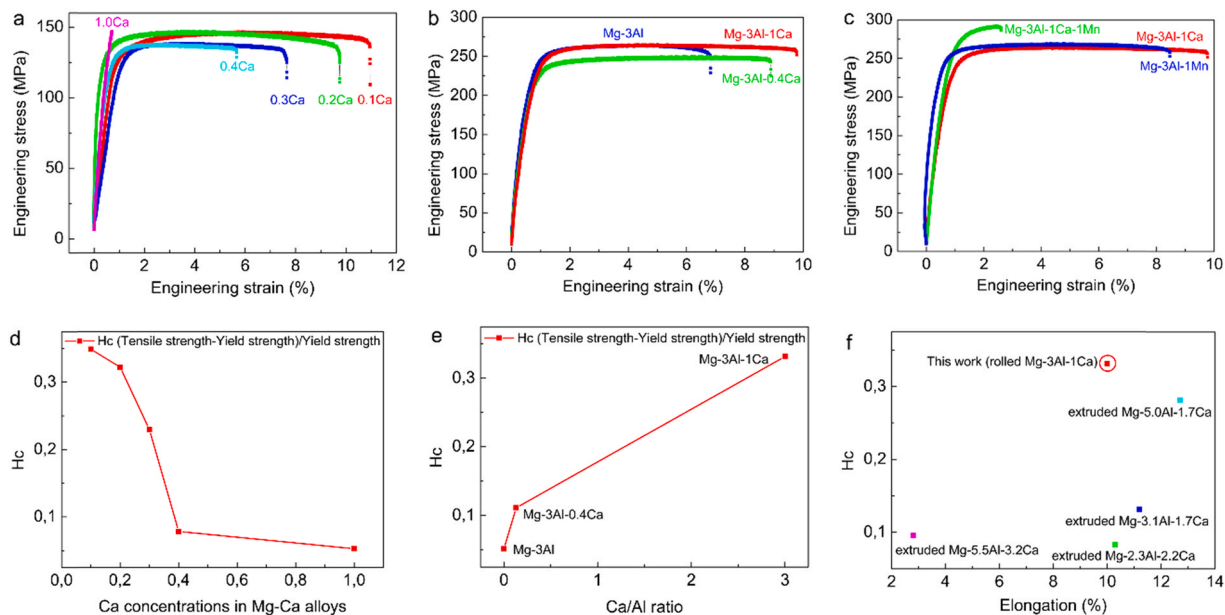 a
1.0Ca
0.4Ca
0.3Ca
0.2Ca
0.1Ca
150
100
50
0
Engineering stress (MPa)
0 2 4 6 8 10 12
Engineering strain (%)
b
Mg-3Al
Mg-3Al-1Ca
Mg-3Al-0.4Ca
300
250
200
150
100
50
0
Engineering stress (MPa)
0 2 4 6 8 10
Engineering strain (%)
c
Mg-3Al-1Ca-1Mn
Mg-3Al-1Ca
Mg-3Al-1Mn
300
250
200
150
100
50
0
Engineering stress (MPa)
0 2 4 6 8 10
Engineering strain (%)
d
Hc (Tensile strength-Yield strength)/Yield strength
0,3
0,2
0,1
Hc
0,0 0,2 0,4 0,6 0,8 1,0
Ca concentrations in Mg-Ca alloys
e
Hc (Tensile strength-Yield strength)/Yield strength
Mg-3Al-1Ca
Mg-3Al-0.4Ca
Mg-3Al
0,3
0,2
0,1
Hc
0 1 2 3
Ca/Al ratio
f
This work (rolled Mg-3Al-1Ca)
extruded Mg-5.0Al-1.7Ca
extruded Mg-3.1Al-1.7Ca
extruded Mg-5.5Al-3.2Ca
extruded Mg-2.3Al-2.2Ca
0,3
0,2
0,1
Hc
2 4 6 8 10 12 14
Elongation (%)